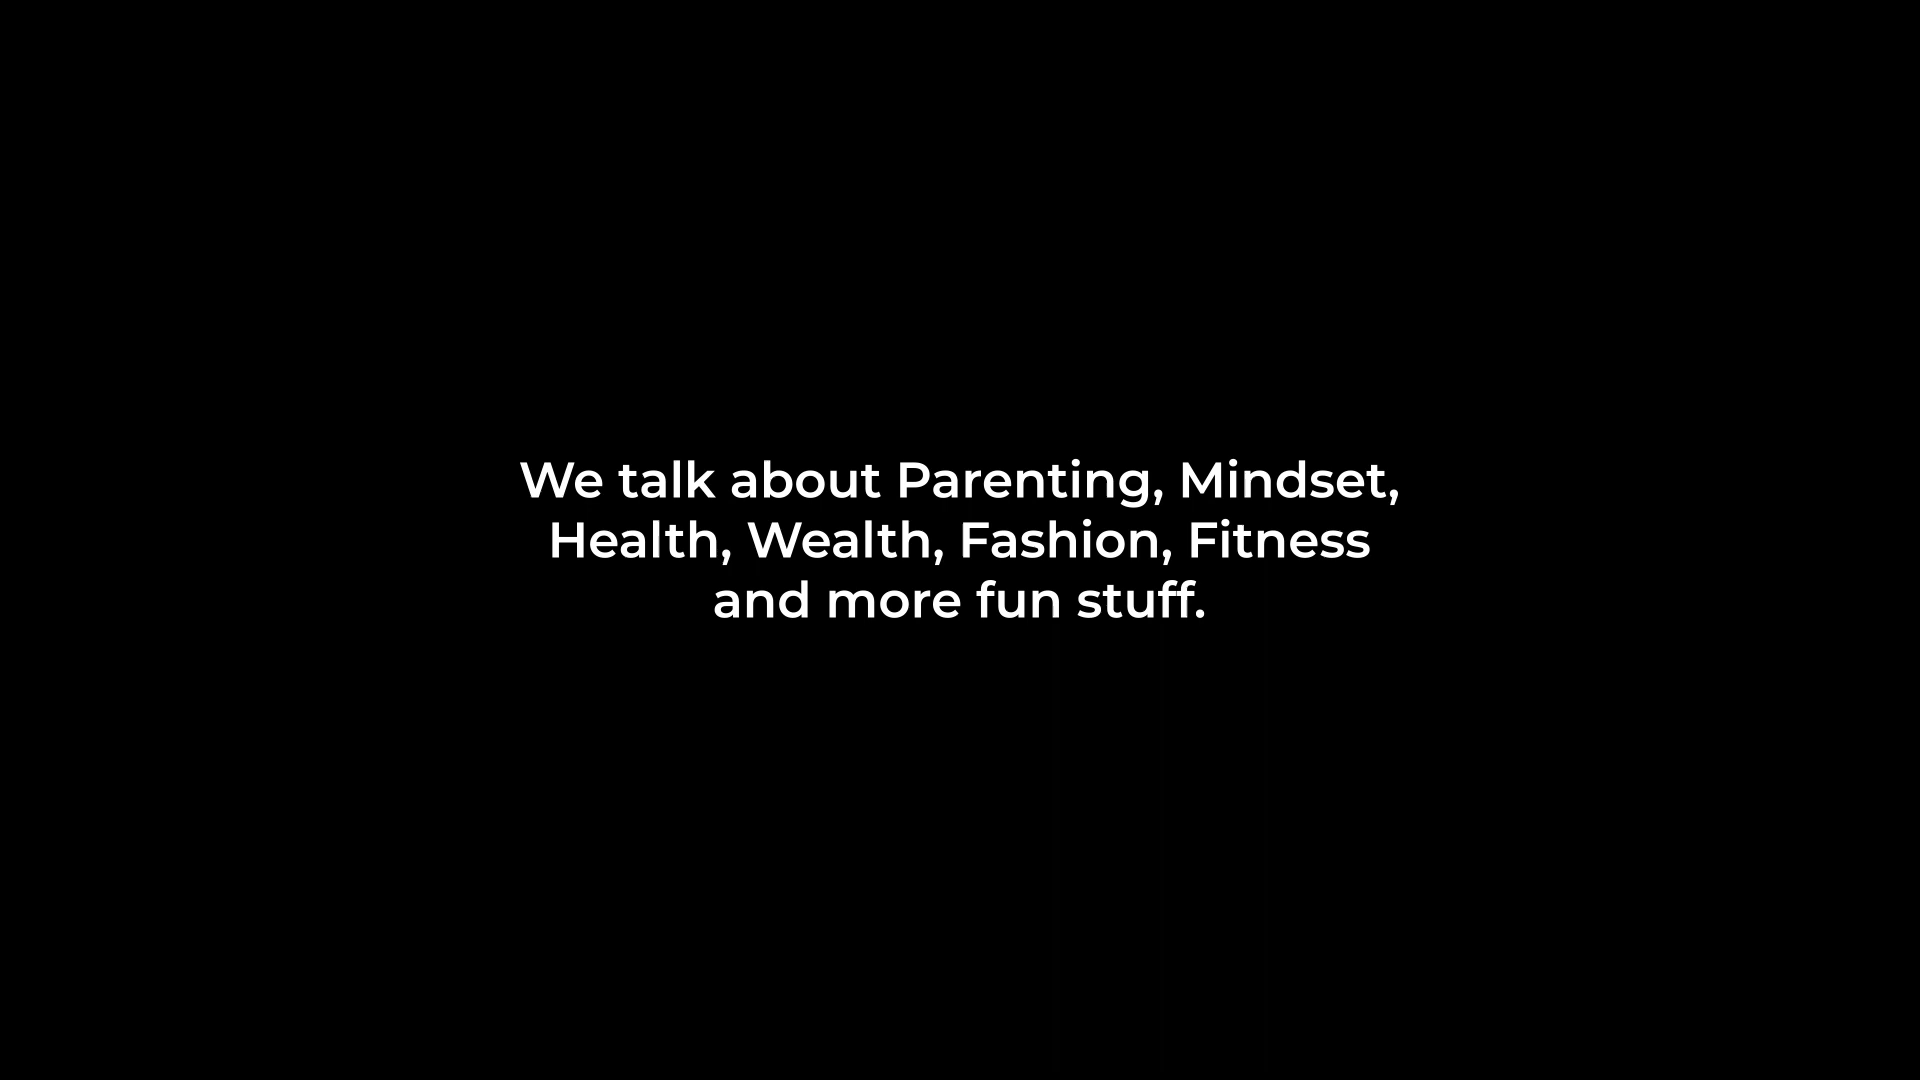 We talk about Parenting, Mindset,
Health, Wealth, Fashion, Fitness
and more fun stuff.